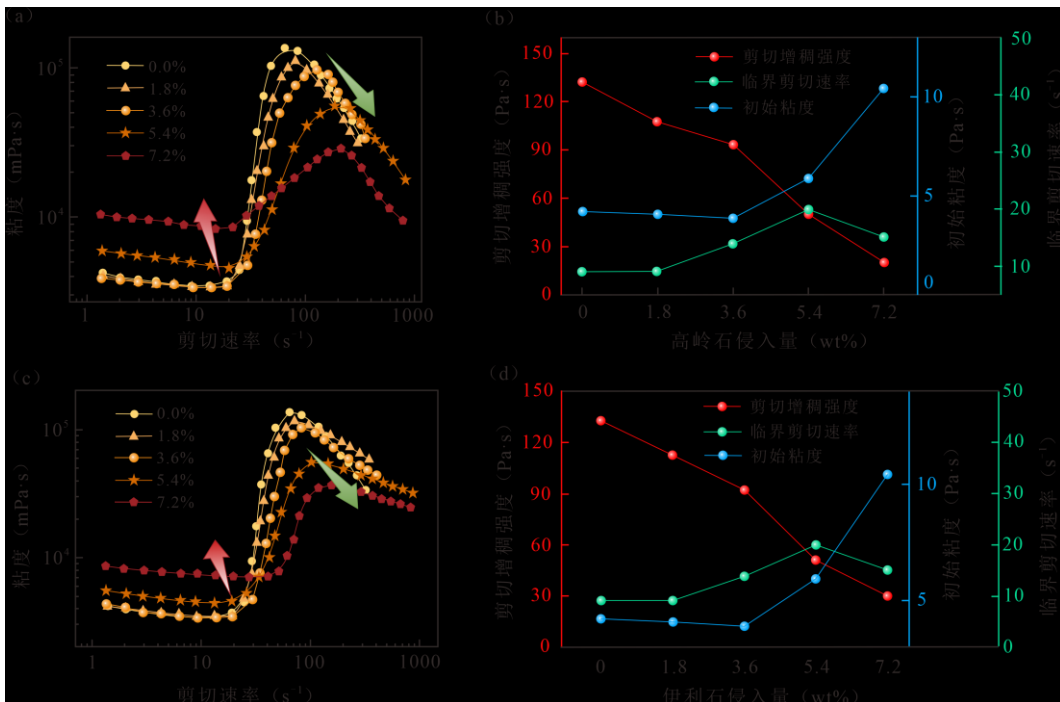 (a)
粘度（mPa·s）
10⁵
10⁴
0.0%
1.8%
3.6%
5.4%
7.2%
1
10
100
1000
剪切速率（s⁻¹）
(b)
剪切增稠强度（Pa·s）
150
120
90
60
30
0
剪切增稠强度
临界剪切速率
初始粘度
0
1.8
3.6
5.4
7.2
高岭石侵入量（wt%）
10
5
0
初始粘度（Pa·s）
50
40
30
20
10
临界剪切速率（s⁻¹）
(c)
粘度（mPa·s）
10⁵
10⁴
0.0%
1.8%
3.6%
5.4%
7.2%
1
10
100
1000
剪切速率（s⁻¹）
(d)
剪切增稠强度（Pa·s）
150
120
90
60
30
0
剪切增稠强度
临界剪切速率
初始粘度
0
1.8
3.6
5.4
7.2
伊利石侵入量（wt%）
10
5
初始粘度（Pa·s）
50
40
30
20
10
0
临界剪切速率（s⁻¹）